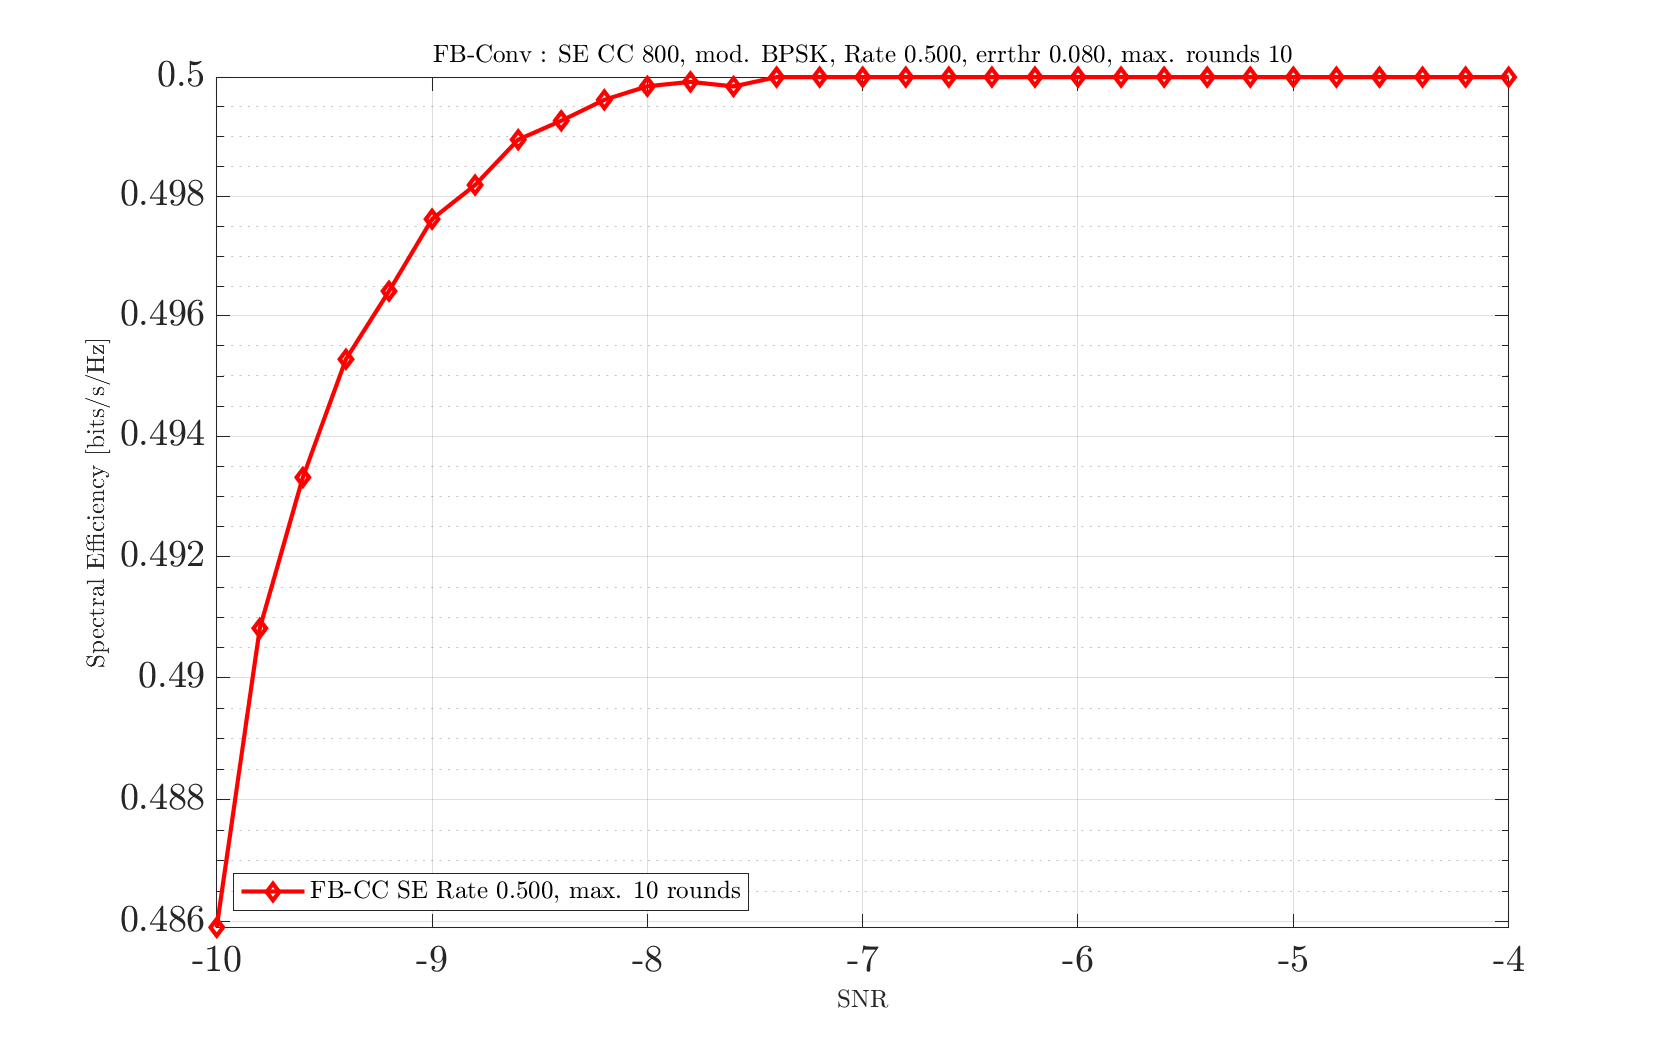 FB-Conv : SE CC 800, mod. BPSK, Rate 0.500, errthr 0.080, max. rounds 10
0.5
0.498
0.496
0.494
0.492
0.49
0.488
0.486
Spectral Efficiency [bits/s/Hz]
FB-CC SE Rate 0.500, max. 10 rounds
-10 -9 -8 -7 -6 -5 -4
SNR